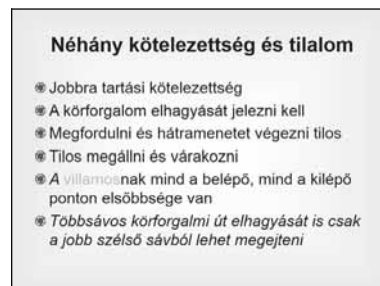 Néhány kötelezettség és tilalom
Jobbra tartási kötelezettség
A körforgalom elhagyását jelezni kell
Megfordulni és hátramenetet végezni tilos
Tilos megállni és várakozni
A villamosnak mind a belépő, mind a kilépő
ponton elsőbbsége van
Többsávos körforgalmi út elhagyását is csak
a jobb szélső sávból lehet megejteni